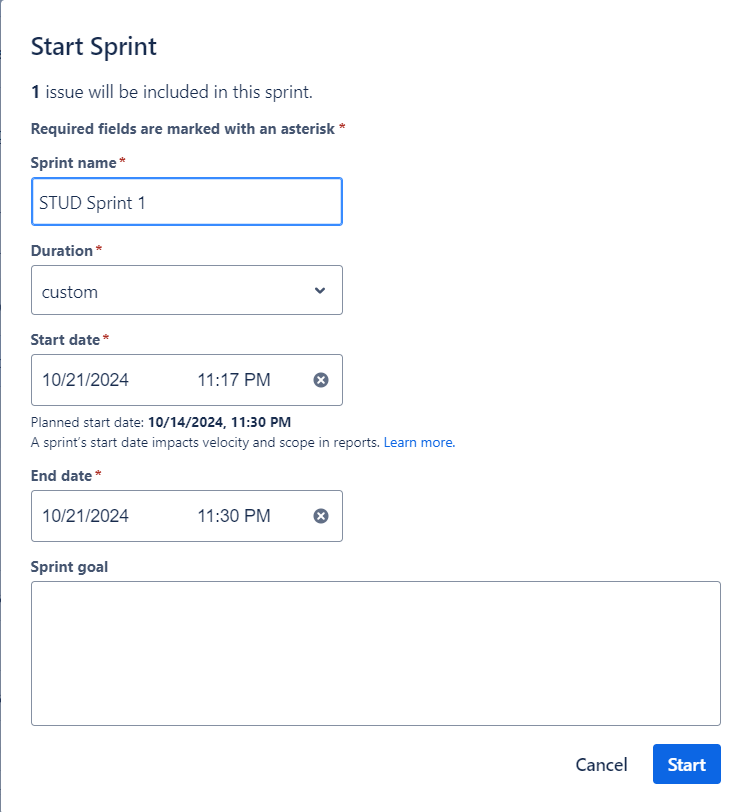 Start Sprint
1 issue will be included in this sprint.
Required fields are marked with an asterisk *
Sprint name*
STUD Sprint 1
Duration*
custom
Start date*
10/21/2024 11:17 PM
Planned start date: 10/14/2024, 11:30 PM
A sprint's start date impacts velocity and scope in reports. Learn more.
End date*
10/21/2024 11:30 PM
Sprint goal
Cancel Start